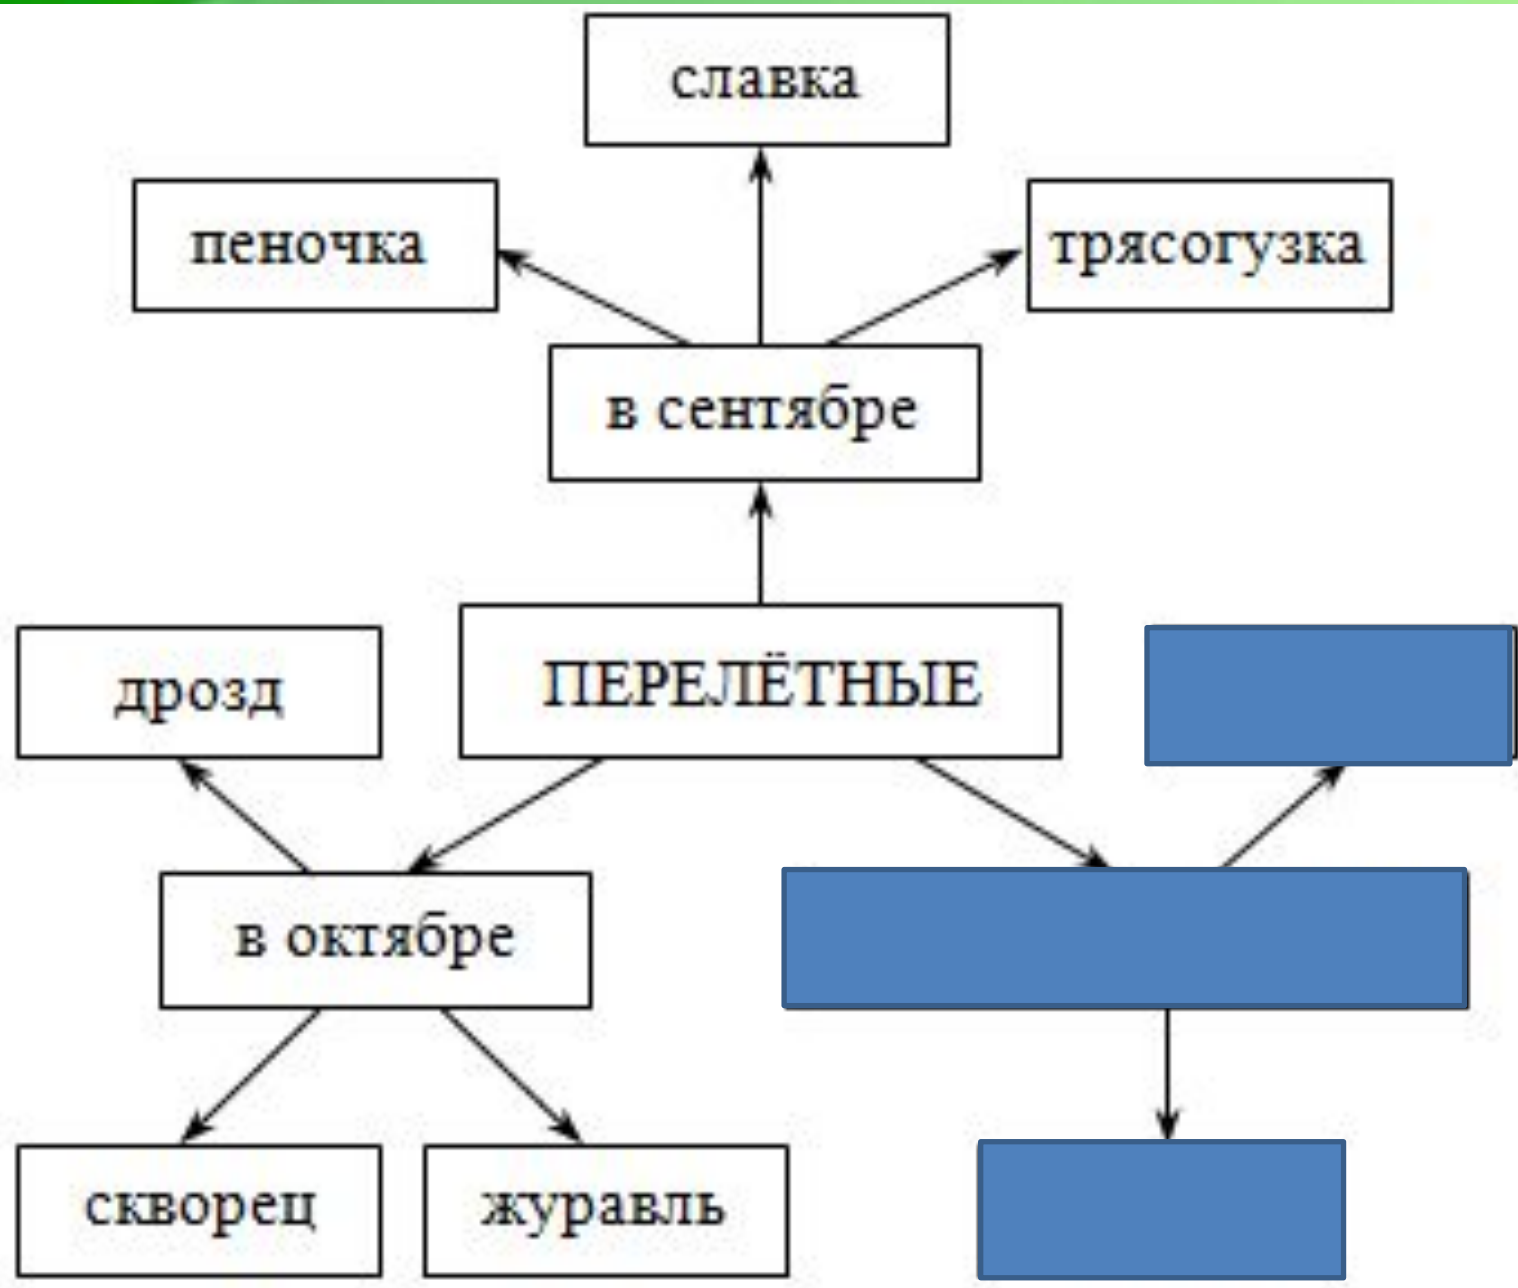 славка
пеночка
трясогузка
в сентябре
дрозд
ПЕРЕЛЁТНЫЕ
в октябре
скворец
журавль